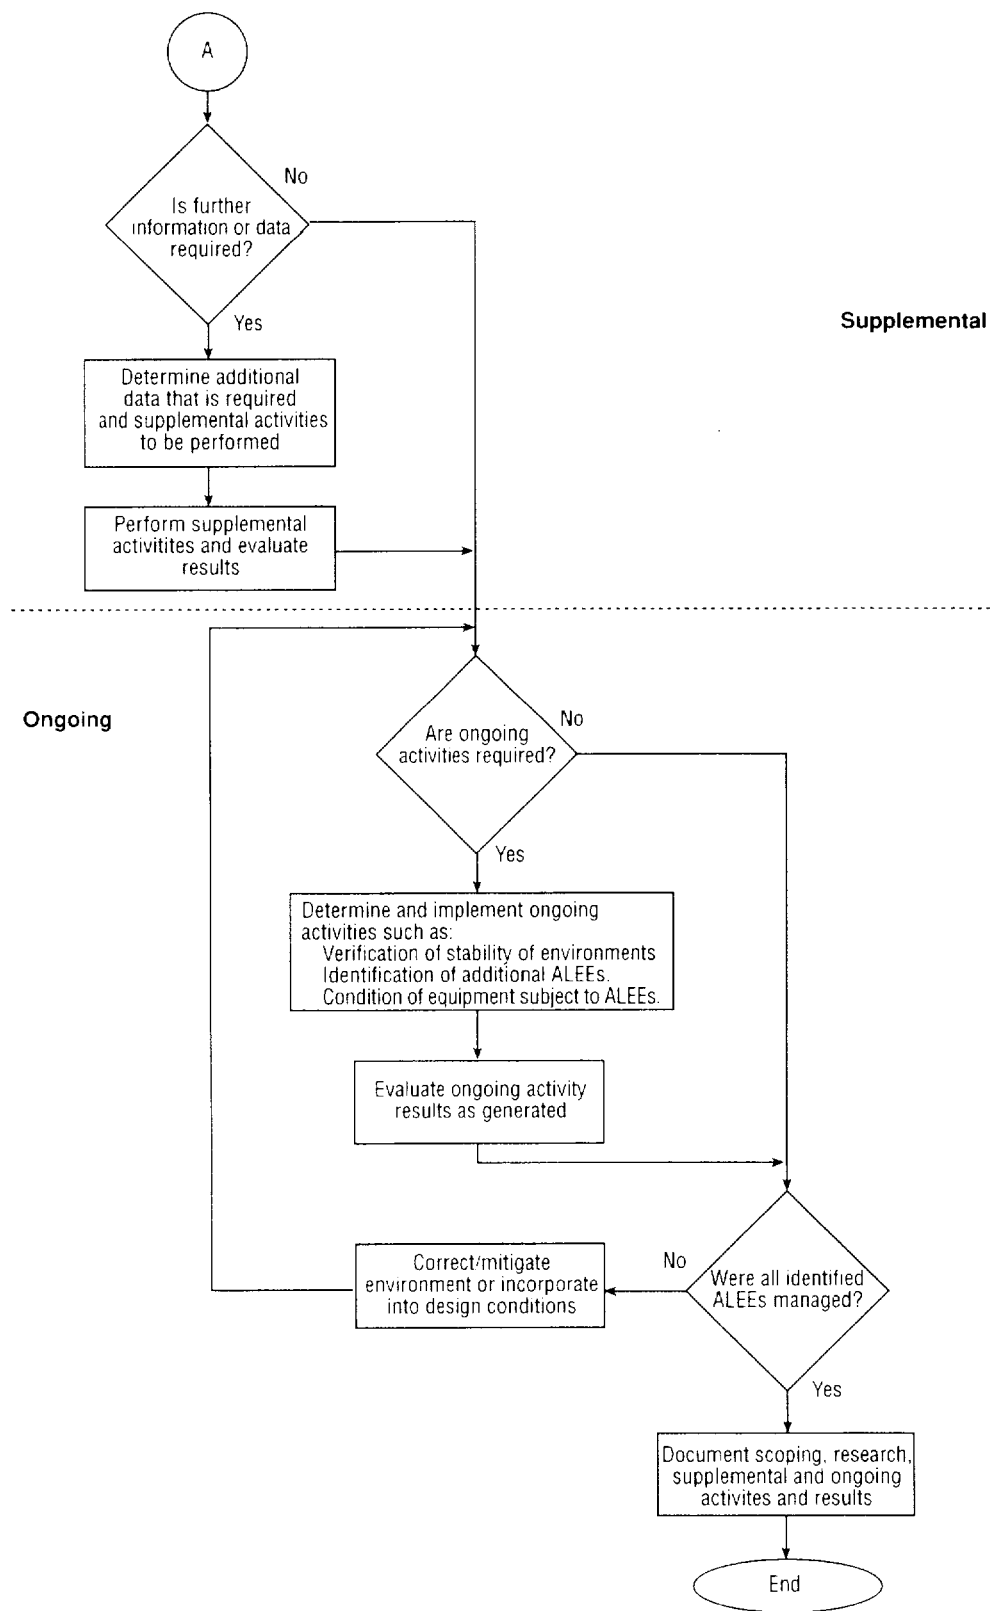 A
No
Is further
information or data
required?
Yes
Supplemental
Determine additional
data that is required
and supplemental activities
to be performed
Perform supplemental
activitites and evaluate
results
Ongoing
No
Are ongoing
activities required?
Yes
Determine and implement ongoing
activities such as:
Verification of stability of environments
Identification of additional ALEEs.
Condition of equipment subject to ALEEs.
Evaluate ongoing activity
results as generated
Correct/mitigate
environment or incorporate
into design conditions
No
Were all identified
ALEEs managed?
Yes
Document scoping, research,
supplemental and ongoing
activites and results
End